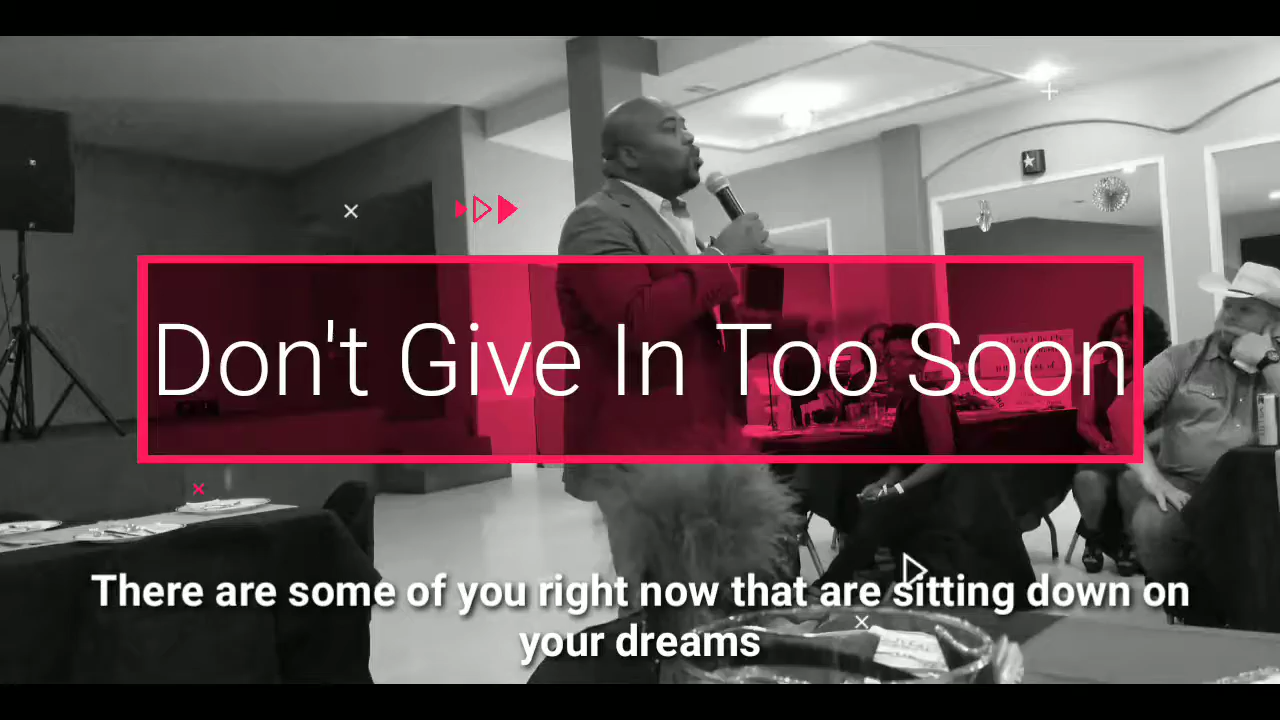 Don't Give In Too Soon
There are some of you right now that are sitting down on
your dreams